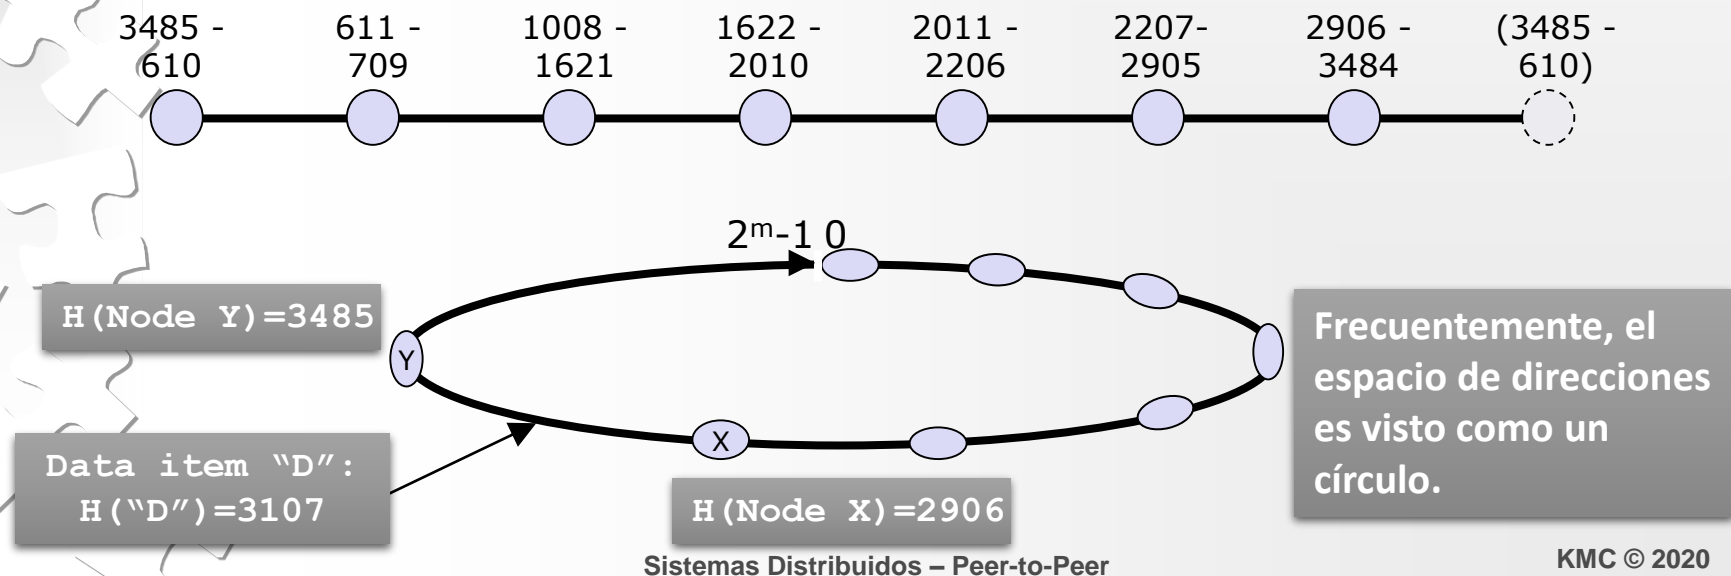 3485 - 611 - 1008 - 1622 - 2011 - 2207- 2906 - (3485 -
610 709 1621 2010 2206 2905 3484 610)
2ᵐ-1 0
H(Node Y)=3485
Y
Frecuentemente, el
espacio de direcciones
es visto como un
círculo.
X
Data item “D”:
H(“D”)=3107
H(Node X)=2906
Sistemas Distribuidos – Peer-to-Peer
KMC © 2020